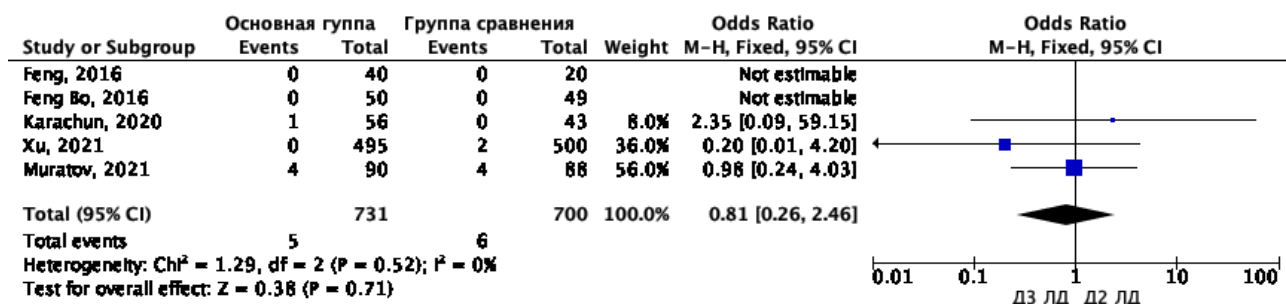 Основная гуппа Группа сравнения Odds Ratio Odds Ratio
Study or Subgroup Events Total Events Total Weight M-H, Fixed, 95% CI M-H, Fixed, 95% CI
Feng, 2016 0 40 0 20 Not estimable
Feng Bo, 2016 0 50 0 49 Not estimable
Karachun, 2020 1 56 0 43 8.0% 2.35 [0.09, 59.15]
Xu, 2021 0 495 2 500 36.0% 0.20 [0.01, 4.20]
Muratov, 2021 4 90 4 88 56.0% 0.98 [0.24, 4.03]
Total (95% CI) 731 700 100.0% 0.81 [0.26, 2.46]
Total events 5 6
Heterogeneity: Chi² = 1.29, df = 2 (P = 0.52); I² = 0%
Test for overall effect: Z = 0.38 (P = 0.71)
0.01 0.1 1 10 100
Д3 ЛД Д2 ЛД